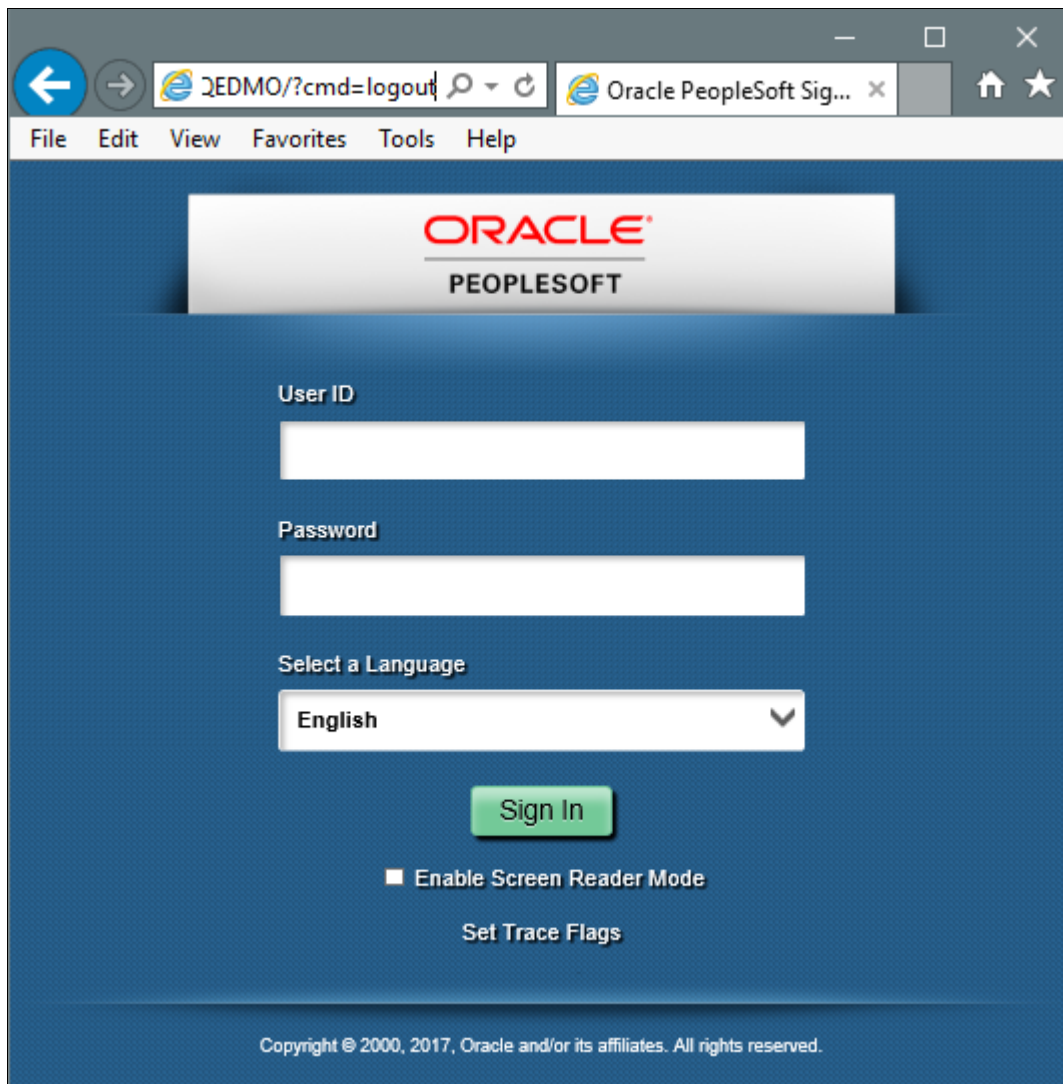 QEDMO/?cmd=logout
Oracle PeopleSoft Sig...
File Edit View Favorites Tools Help
ORACLE
PEOPLESOFT
User ID
Password
Select a Language
English
Sign In
Enable Screen Reader Mode
Set Trace Flags
Copyright © 2000, 2017, Oracle and/or its affiliates. All rights reserved.